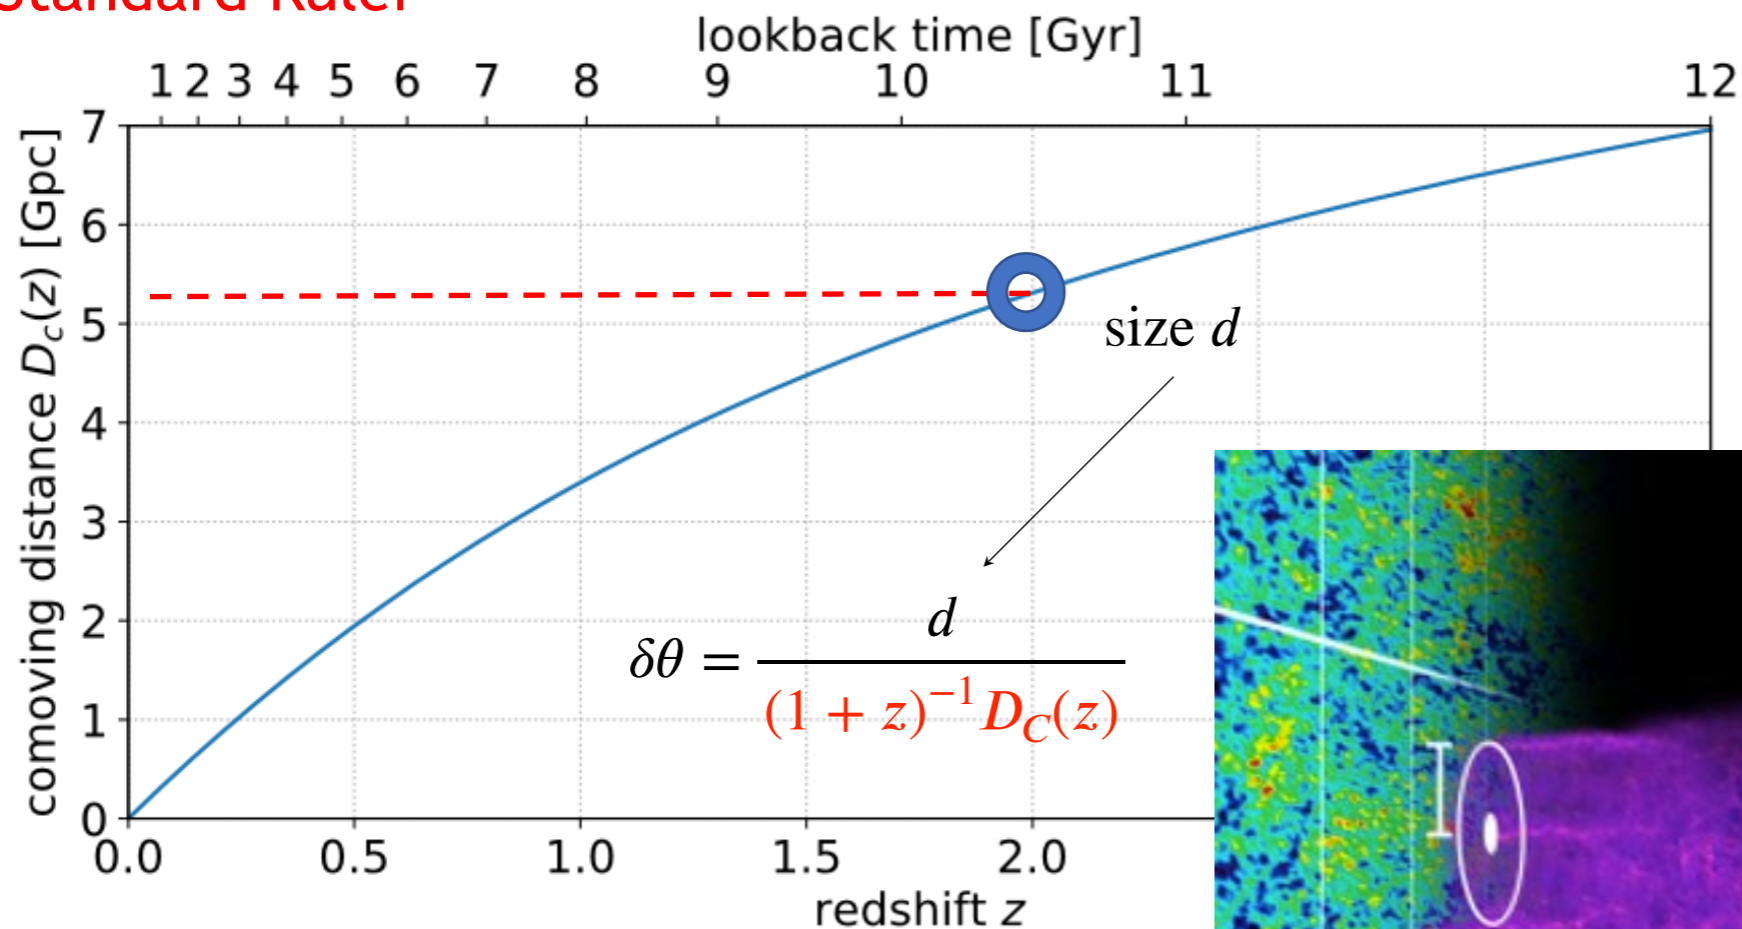 Standard Ruler
lookback time [Gyr]
1 2 3 4 5 6 7 8 9 10 11 12
comoving distance D_c(z) [Gpc]
7
6
5
4
3
2
1
0
size d
δθ = d / ((1 + z)^{-1} D_C(z))
0.0 0.5 1.0 1.5 2.0
redshift z